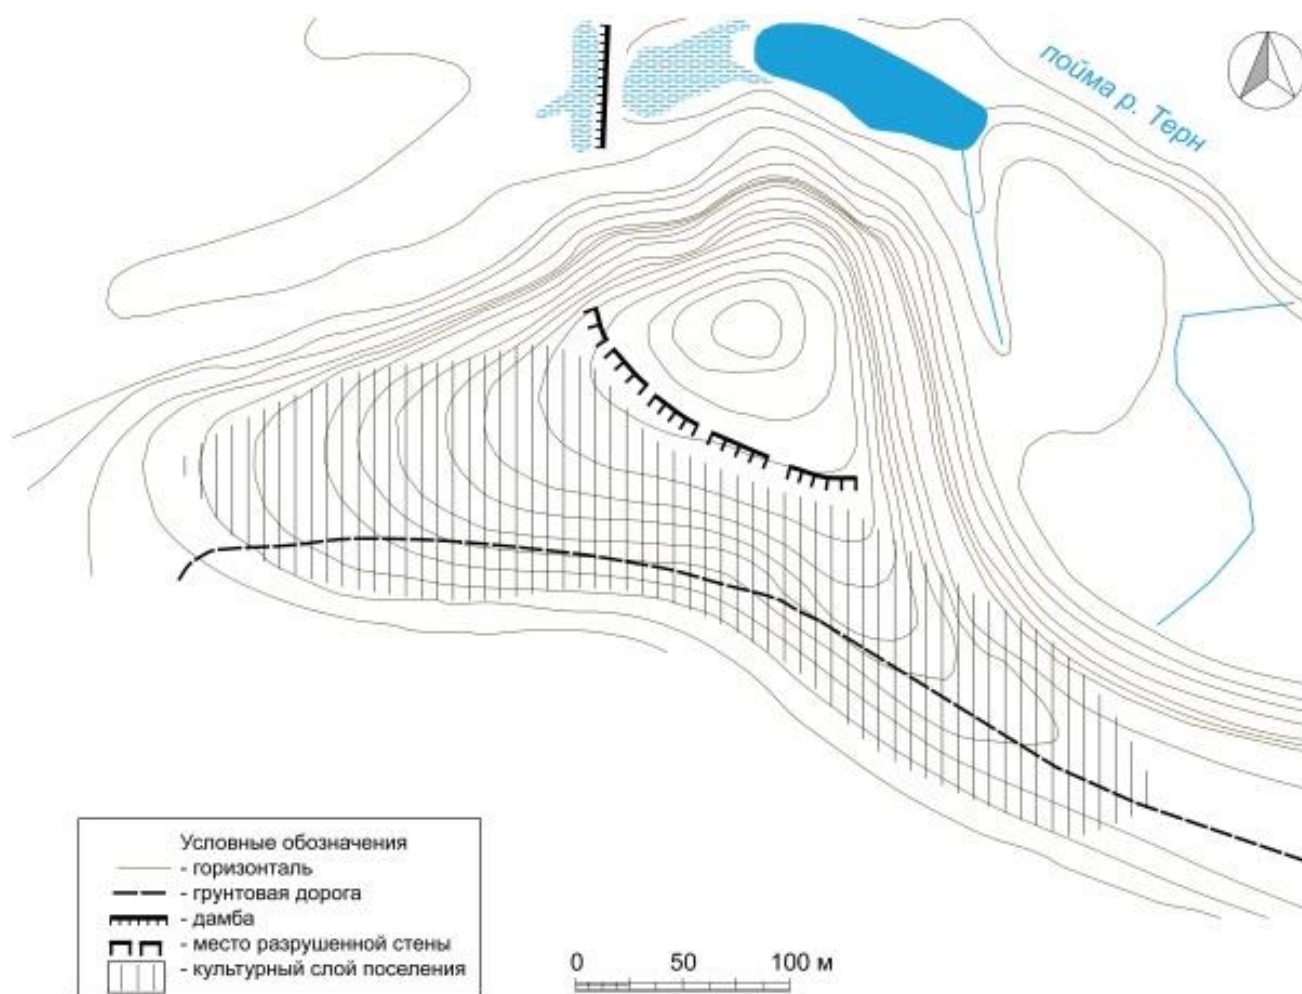 пойма р. Терн
Условные обозначения
- горизонталь
- грунтовая дорога
- дамба
- место разрушенной стены
- культурный слой поселения
0 50 100 м